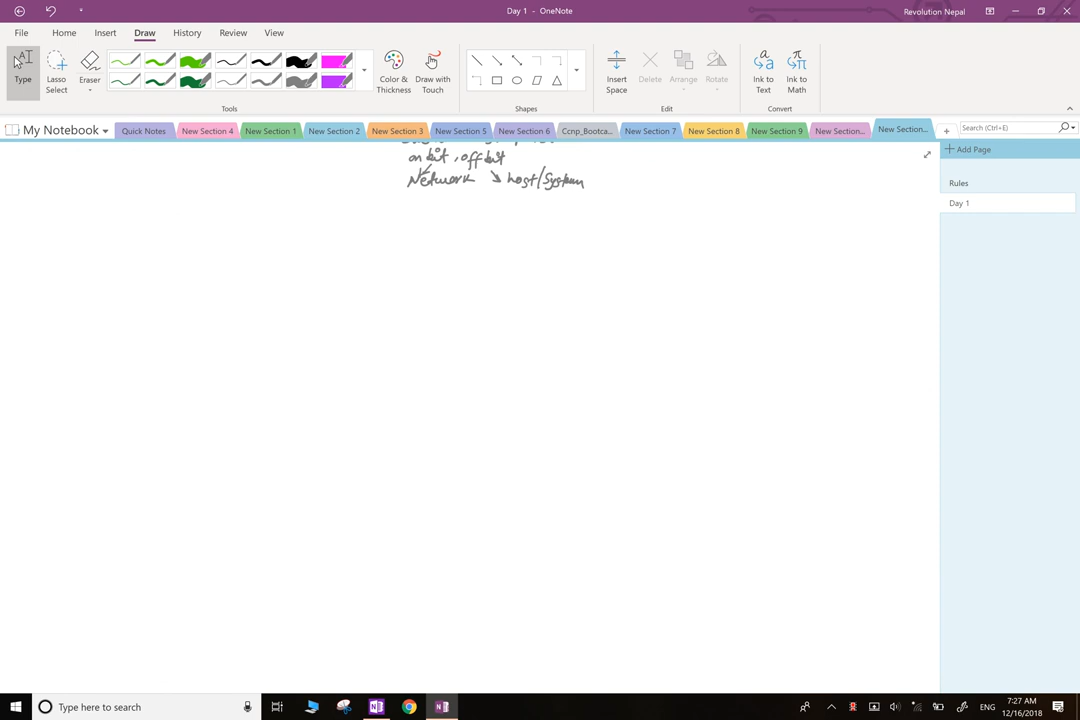 Day 1 - OneNote
Revolution Nepal
File Home Insert Draw History Review View
Type
Lasso Select
Eraser
Color & Thickness
Draw with Touch
Insert Space
Delete
Arrange
Rotate
Ink to Text
Ink to Math
Tools
Shapes
Edit
Convert
My Notebook
Quick Notes
New Section 4
New Section 1
New Section 2
New Section 3
New Section 5
New Section 6
Ccnp_Bootca...
New Section 7
New Section 8
New Section 9
New Section...
New Section...
Search (Ctrl+E)
on bit, off bit
Network host/System
Add Page
Rules
Day 1
Type here to search
ENG
7:27 AM
12/16/2018